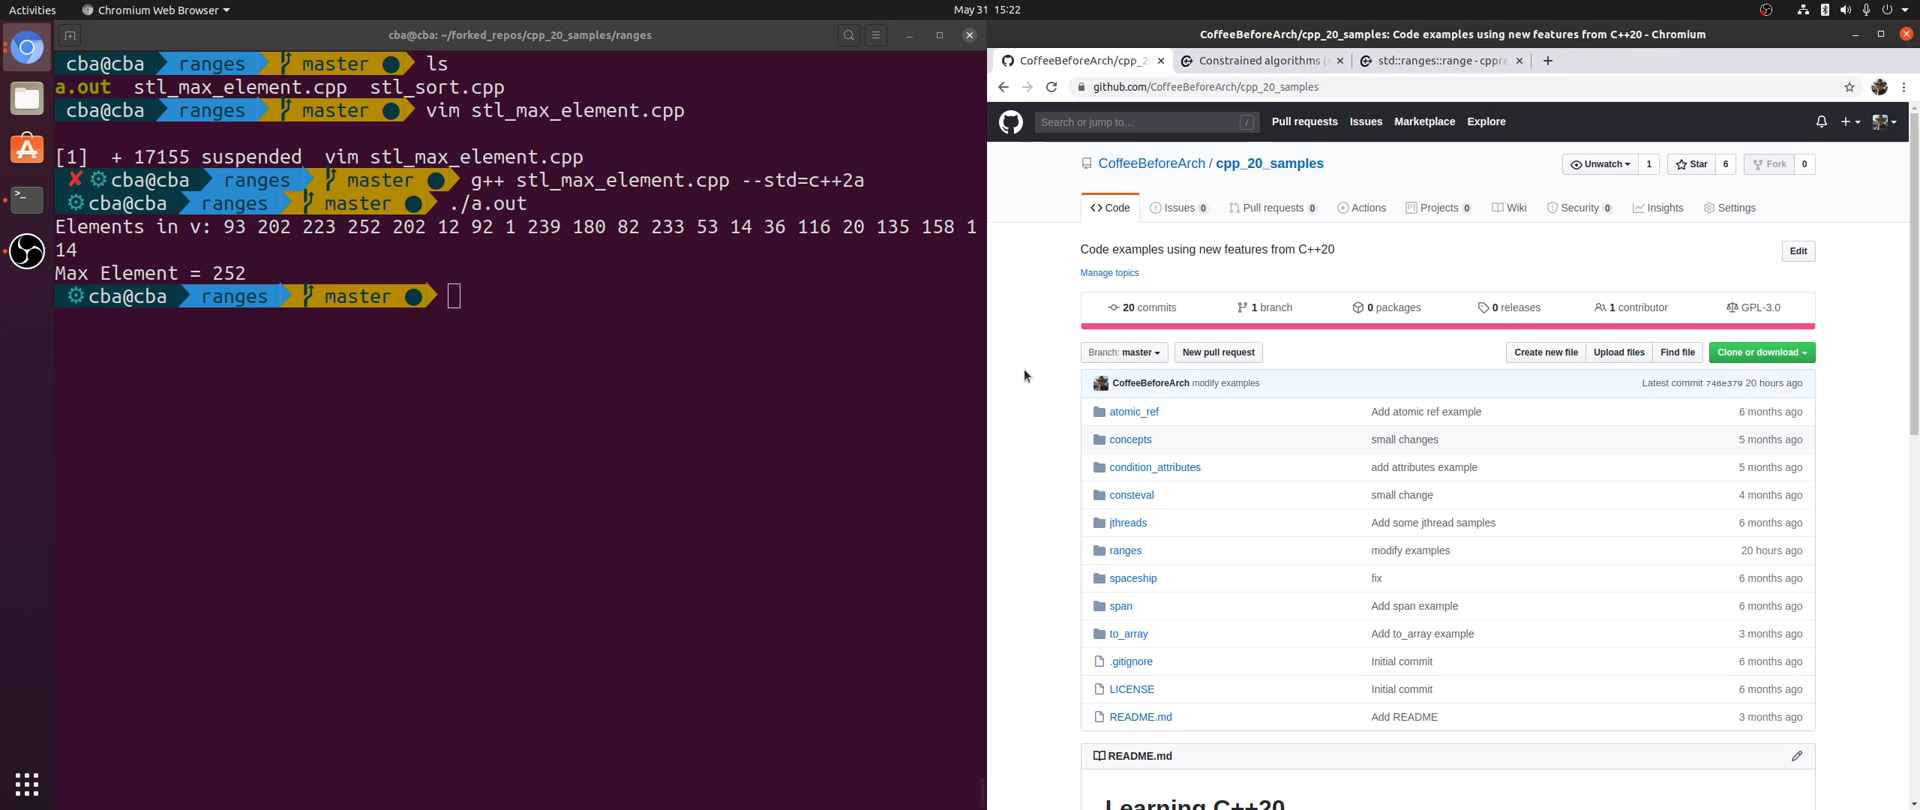 Activities
Chromium Web Browser
May 31 15:22
cba@cba: ~/forked_repos/cpp_20_samples/ranges
cba@cba ranges master ls
a.out stl_max_element.cpp stl_sort.cpp
cba@cba ranges master vim stl_max_element.cpp
[1] + 17155 suspended vim stl_max_element.cpp
cba@cba ranges master g++ stl_max_element.cpp --std=c++2a
cba@cba ranges master ./a.out
Elements in v: 93 202 223 252 202 12 92 1 239 180 82 233 53 14 36 116 20 135 158 1
14
Max Element = 252
cba@cba ranges master
CoffeeBeforeArch/cpp_20_samples: Code examples using new features from C++20 - Chromium
CoffeeBeforeArch/cpp_2
Constrained algorithms (
std::ranges::range - cppre
github.com/CoffeeBeforeArch/cpp_20_samples
Search or jump to… /
Pull requests Issues Marketplace Explore
CoffeeBeforeArch / cpp_20_samples
Unwatch 1 Star 6 Fork 0
Code Issues 0 Pull requests 0 Actions Projects 0 Wiki Security 0 Insights Settings
Code examples using new features from C++20
Edit
Manage topics
20 commits 1 branch 0 packages 0 releases 1 contributor GPL-3.0
Branch: master New pull request Create new file Upload files Find file Clone or download
CoffeeBeforeArch modify examples Latest commit 746e379 20 hours ago
atomic_ref Add atomic ref example 6 months ago
concepts small changes 5 months ago
condition_attributes add attributes example 5 months ago
consteval small change 4 months ago
jthreads Add some jthread samples 6 months ago
ranges modify examples 20 hours ago
spaceship fix 6 months ago
span Add span example 6 months ago
to_array Add to_array example 3 months ago
.gitignore Initial commit 6 months ago
LICENSE Initial commit 6 months ago
README.md Add README 3 months ago
README.md
Learning C++20